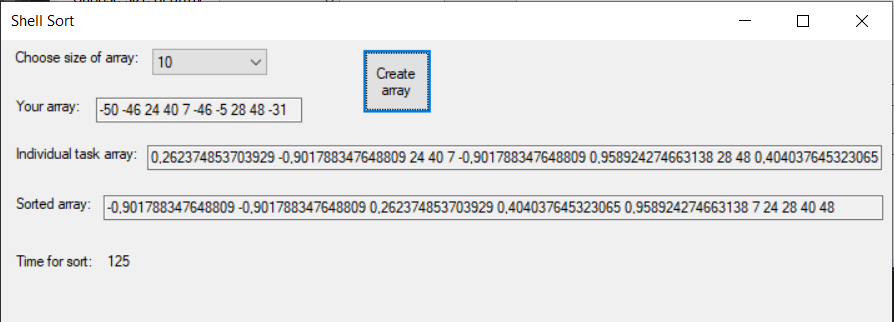 Shell Sort
Choose size of array: 10
Create
array
Your array: -50 -46 24 40 7 -46 -5 28 48 -31
Individual task array: 0,262374853703929 -0,901788347648809 24 40 7 -0,901788347648809 0,958924274663138 28 48 0,404037645323065
Sorted array: -0,901788347648809 -0,901788347648809 0,262374853703929 0,404037645323065 0,958924274663138 7 24 28 40 48
Time for sort: 125